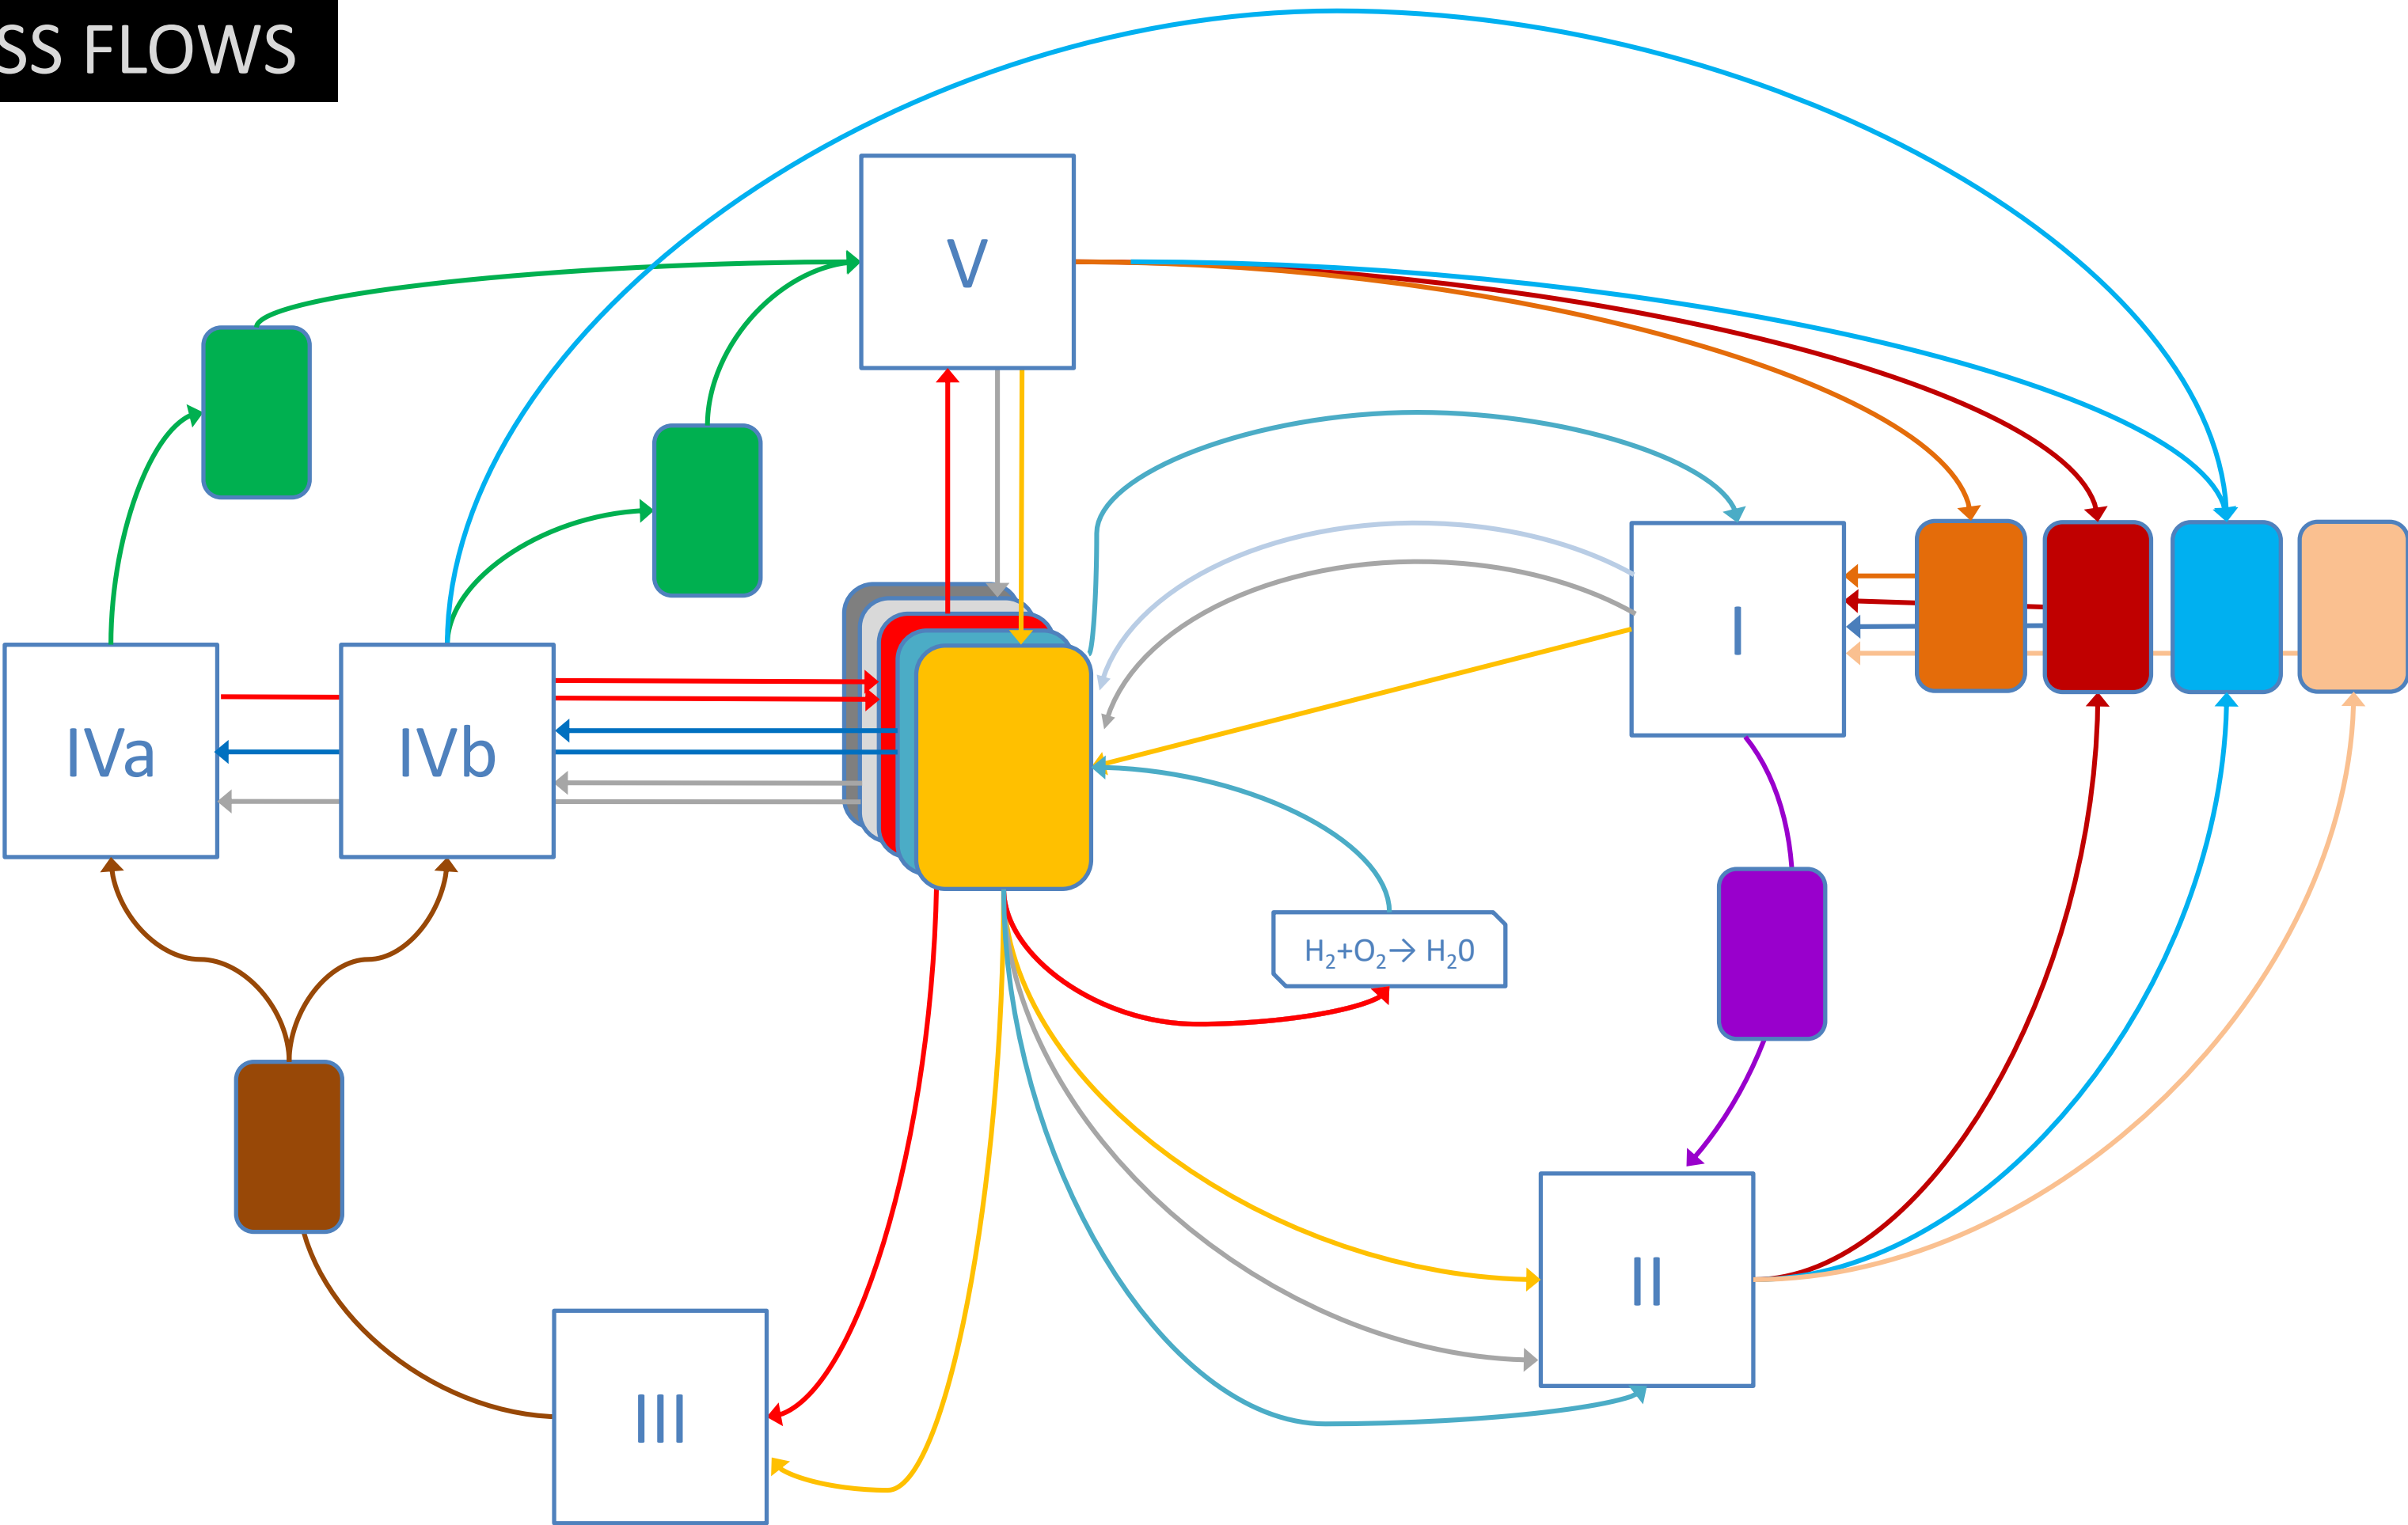 SS FLOWS
V
I
IVa
IVb
H₂+O₂→ H₂0
II
III